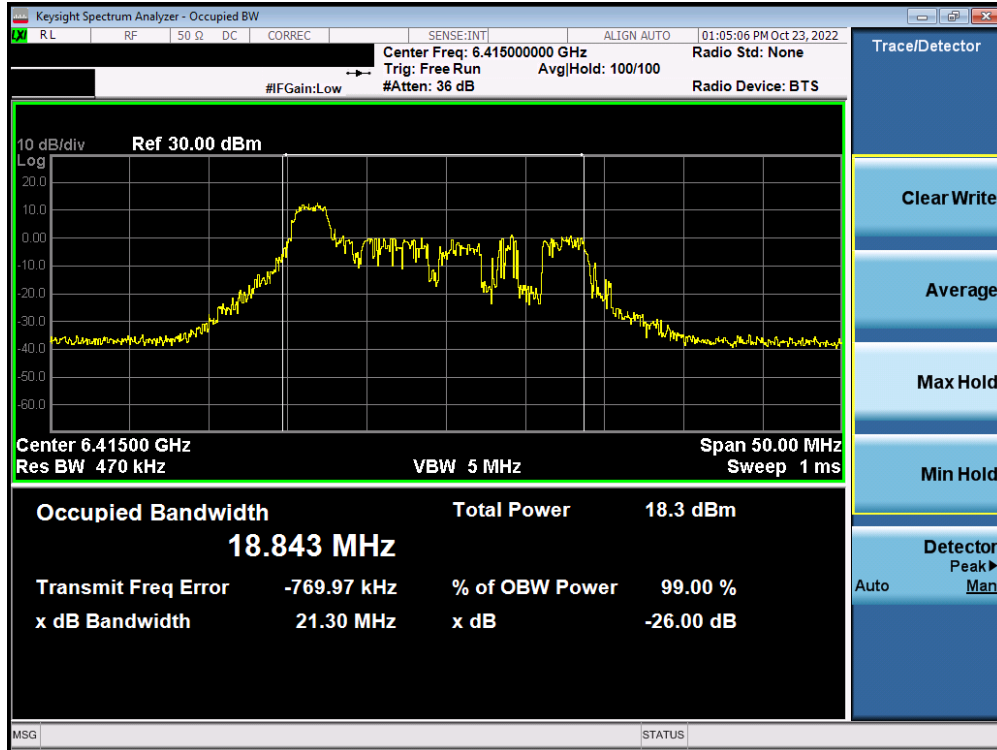 Keysight Spectrum Analyzer - Occupied BW
LXI RL RF 50 Ω DC CORREC SENSE:INT ALIGN AUTO 01:05:06 PM Oct 23, 2022
Center Freq: 6.415000000 GHz Radio Std: None
Trig: Free Run Avg|Hold: 100/100
#IFGain:Low #Atten: 36 dB Radio Device: BTS
10 dB/div Ref 30.00 dBm
Log
20.0
10.0
0.00
-10.0
-20.0
-30.0
-40.0
-50.0
-60.0
Center 6.41500 GHz Span 50.00 MHz
Res BW 470 kHz VBW 5 MHz Sweep 1 ms
Occupied Bandwidth Total Power 18.3 dBm
18.843 MHz
Transmit Freq Error -769.97 kHz % of OBW Power 99.00 %
x dB Bandwidth 21.30 MHz x dB -26.00 dB
Trace/Detector
Clear Write
Average
Max Hold
Min Hold
Detector
Peak▶
Auto Man
MSG STATUS